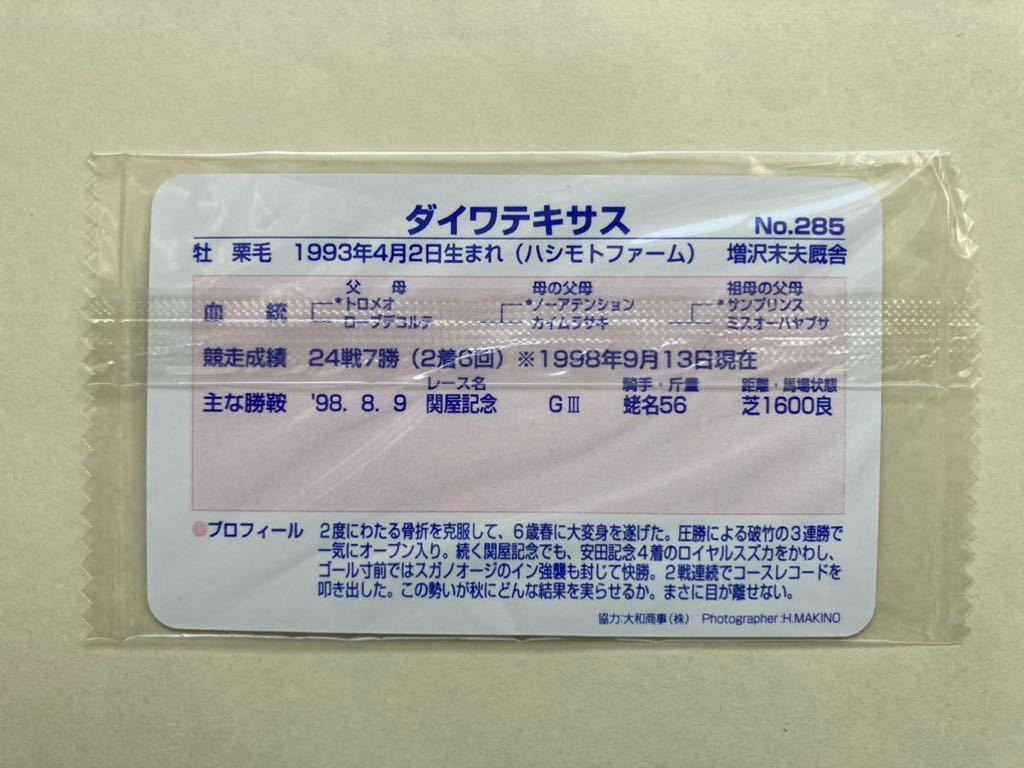 ダイワテキサス No.285
牡 栗毛 1993年4月2日生まれ（ハシモトファーム） 増沢末夫厩舎
父 母 母の父母 祖母の父母
血 統 *トロメオ *ノーアテンション *サンプリンス
ローブデコルテ カイムラサキ ミスオーハヤブサ
競走成績 24戦7勝（2着6回）※1998年9月13日現在
レース名 騎手・斤量 距離・馬場状態
主な勝鞍 '98. 8. 9 関屋記念 GⅢ 蛯名56 芝1600良
●プロフィール 2度にわたる骨折を克服して、6歳春に大変身を遂げた。圧勝による破竹の3連勝で
一気にオープン入り。続く関屋記念でも、安田記念4着のロイヤルスズカをかわし、
ゴール寸前ではスガノオージのイン強襲も封じて快勝。2戦連続でコースレコードを
叩き出した。この勢いが秋にどんな結果を実らせるか。まさに目が離せない。
協力:大和商事(株) Photographer:H.MAKINO